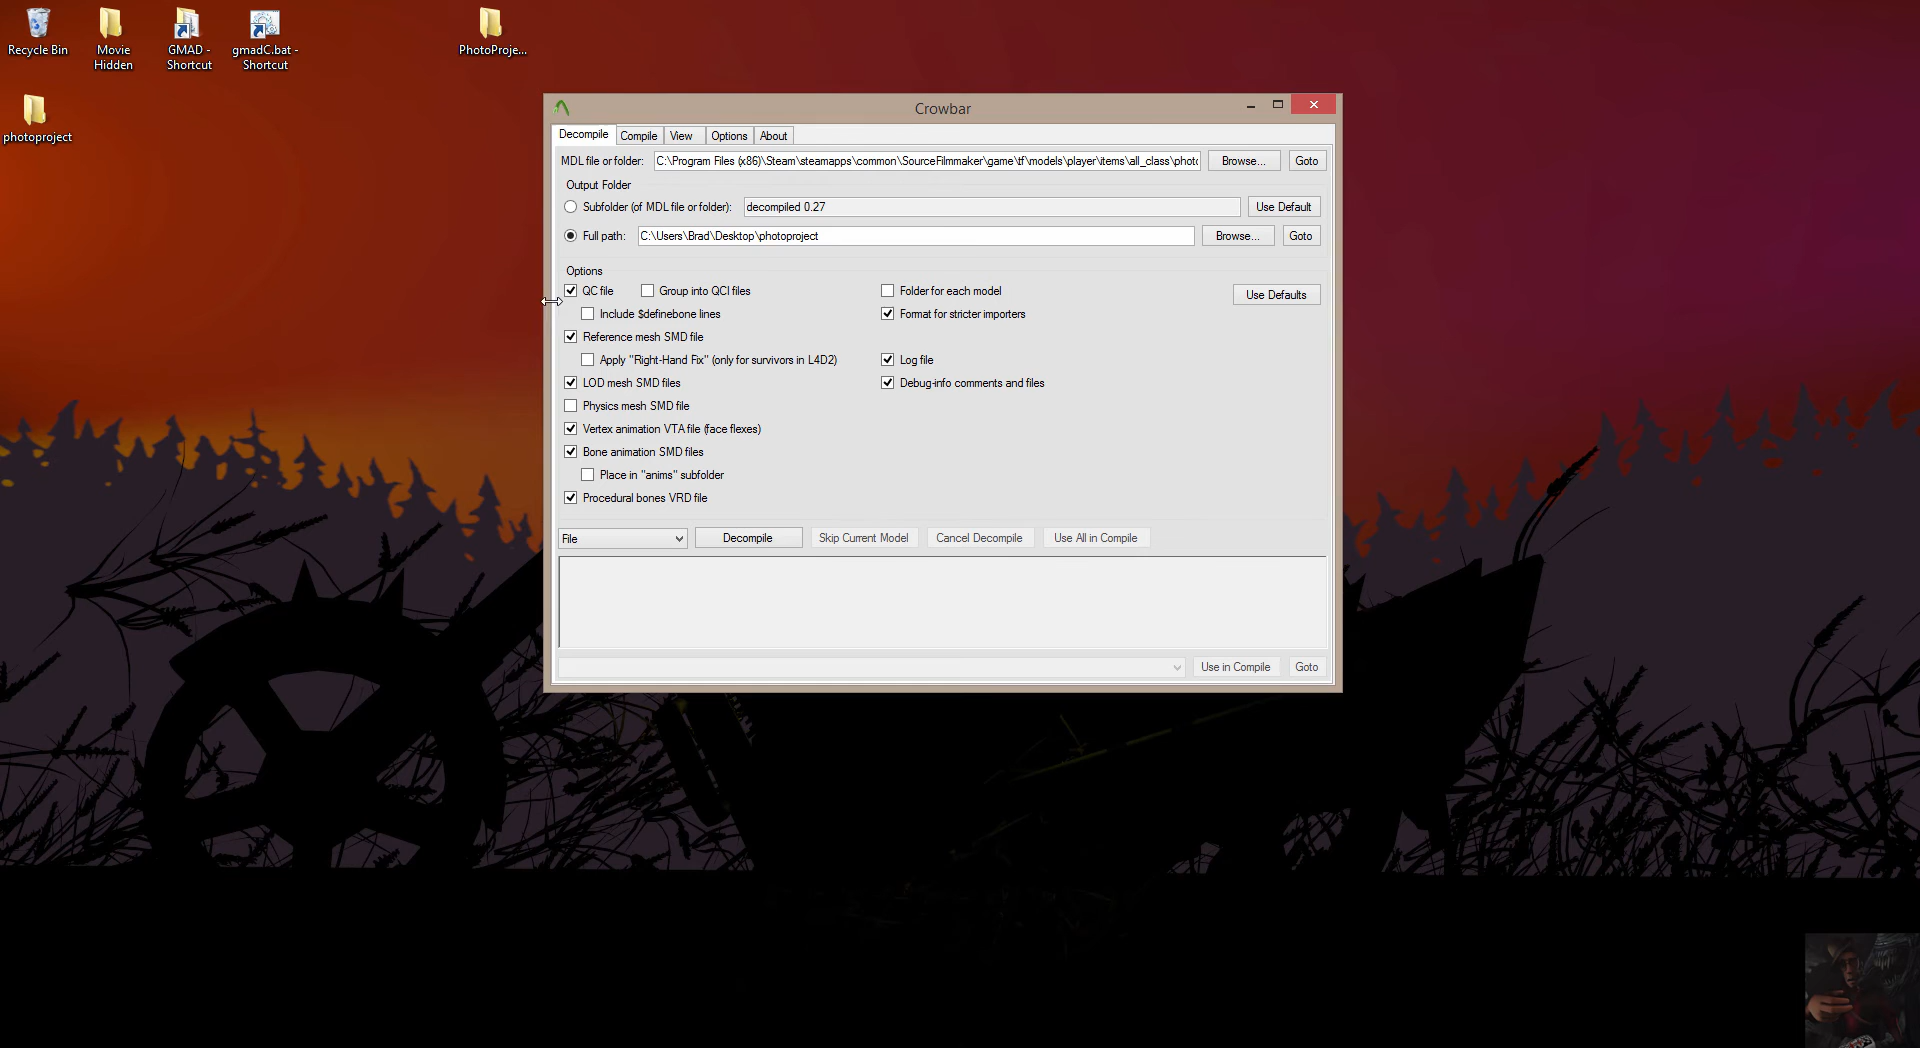 Recycle Bin
Movie
Hidden
GMAD -
Shortcut
gmadC.bat -
Shortcut
PhotoProje...
photoproject
Crowbar
Decompile Compile View Options About
MDL file or folder: C:\Program Files (x86)\Steam\steamapps\common\SourceFilmmaker\game\tf\models\player\items\all_class\photo Browse... Goto
Output Folder
Subfolder (of MDL file or folder): decompiled 0.27 Use Default
Full path: C:\Users\Brad\Desktop\photoproject Browse... Goto
Options
QC file Group into QCI files Folder for each model Use Defaults
Include $definebone lines Format for stricter importers
Reference mesh SMD file
Apply "Right-Hand Fix" (only for survivors in L4D2) Log file
LOD mesh SMD files Debug-info comments and files
Physics mesh SMD file
Vertex animation VTA file (face flexes)
Bone animation SMD files
Place in "anims" subfolder
Procedural bones VRD file
File Decompile Skip Current Model Cancel Decompile Use All in Compile
Use in Compile Goto